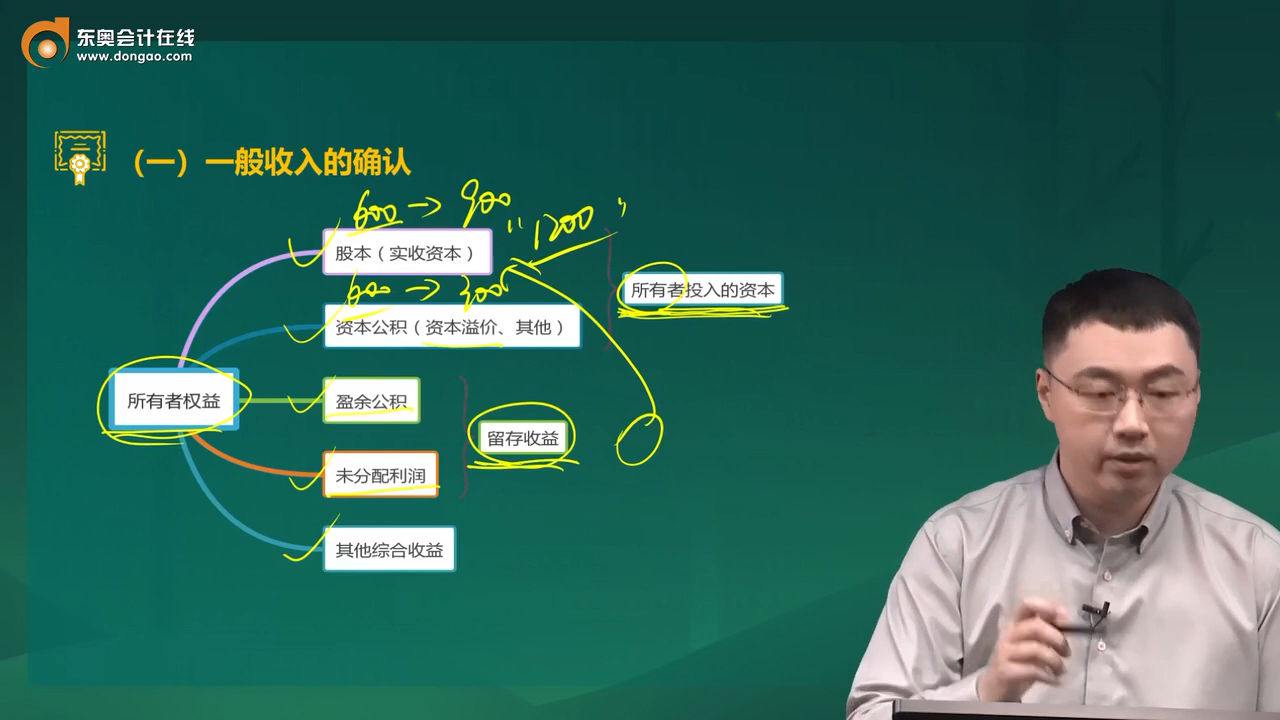 东奥会计在线
www.dongao.com
（一）一般收入的确认
600 → 900
"1200"
股本（实收资本）
600 → 300
所有者投入的资本
资本公积（资本溢价、其他）
所有者权益
盈余公积
留存收益
未分配利润
其他综合收益